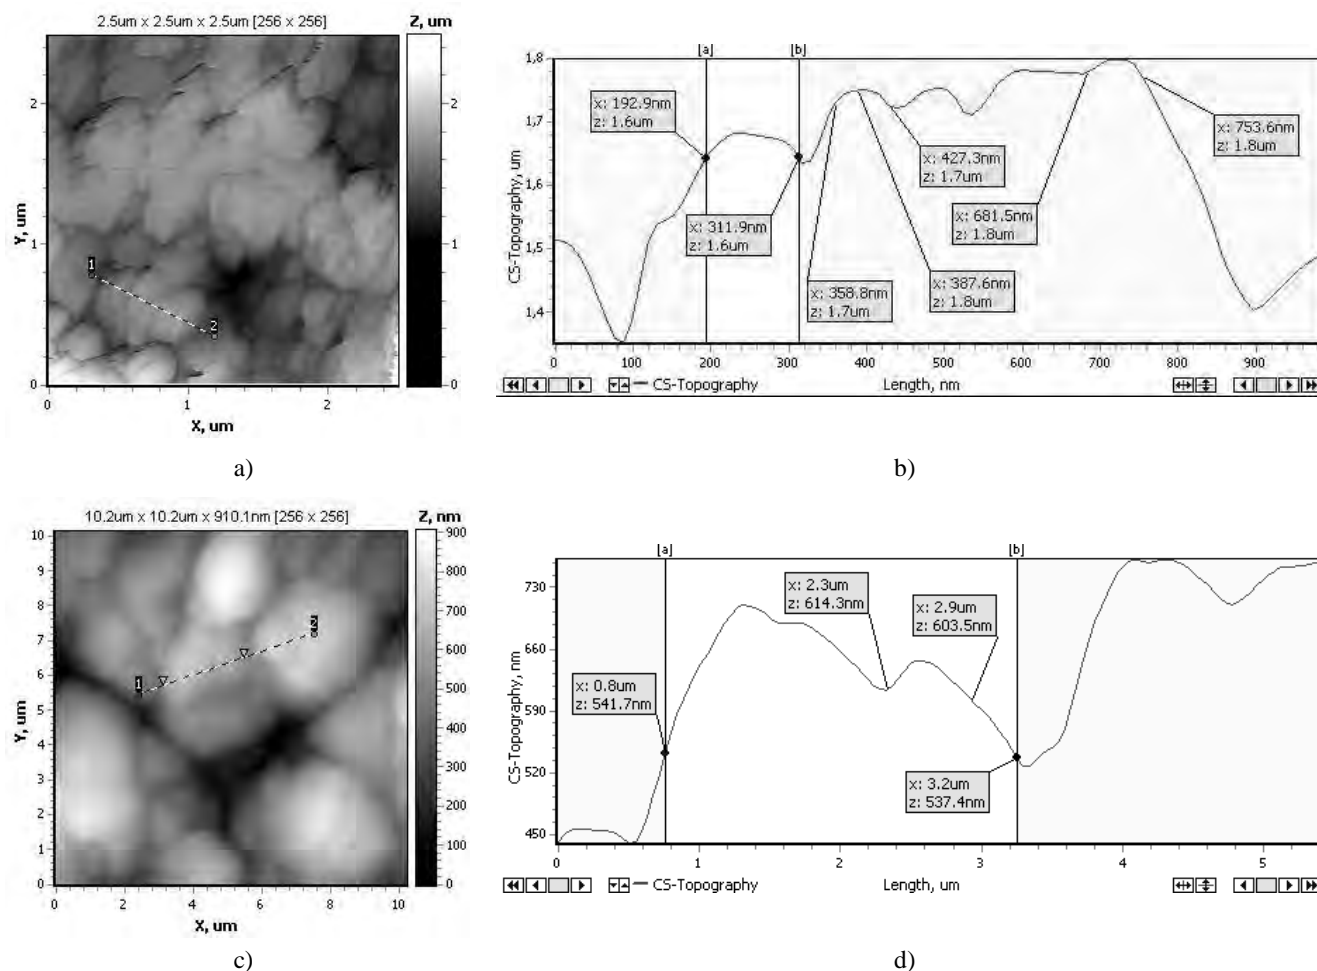 2.5um x 2.5um x 2.5um [256 x 256]
Z, um
2
1
0
Y, um
2
1
0
1
2
0
1
2
X, um
a)
[a]
[b]
CS-Topography, um
1,8
1,7
1,6
1,5
1,4
x: 192.9nm
z: 1.6um
x: 311.9nm
z: 1.6um
x: 358.8nm
z: 1.7um
x: 387.6nm
z: 1.8um
x: 427.3nm
z: 1.7um
x: 681.5nm
z: 1.8um
x: 753.6nm
z: 1.8um
0 100 200 300 400 500 600 700 800 900
CS-Topography
Length, nm
b)
10.2um x 10.2um x 910.1nm [256 x 256]
Z, nm
900
800
700
600
500
400
300
200
100
0
Y, um
10
9
8
7
6
5
4
3
2
1
0
1
2
0 2 4 6 8 10
X, um
c)
[a]
[b]
CS-Topography, nm
730
660
590
520
450
x: 0.8um
z: 541.7nm
x: 2.3um
z: 614.3nm
x: 2.9um
z: 603.5nm
x: 3.2um
z: 537.4nm
0 1 2 3 4 5
CS-Topography
Length, um
d)